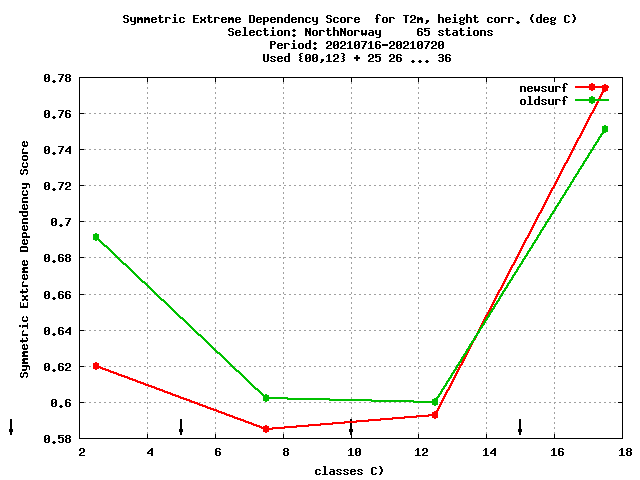 Symmetric Extreme Dependency Score  for T2m, height corr. (deg C)
Selection: NorthNorway     65 stations
Period: 20210716-20210720
Used {00,12} + 25 26 ... 36
newsurf
oldsurf
Symmetric Extreme Dependency Score
0.78
0.76
0.74
0.72
0.7
0.68
0.66
0.64
0.62
0.6
0.58
2 4 6 8 10 12 14 16 18
classes C)